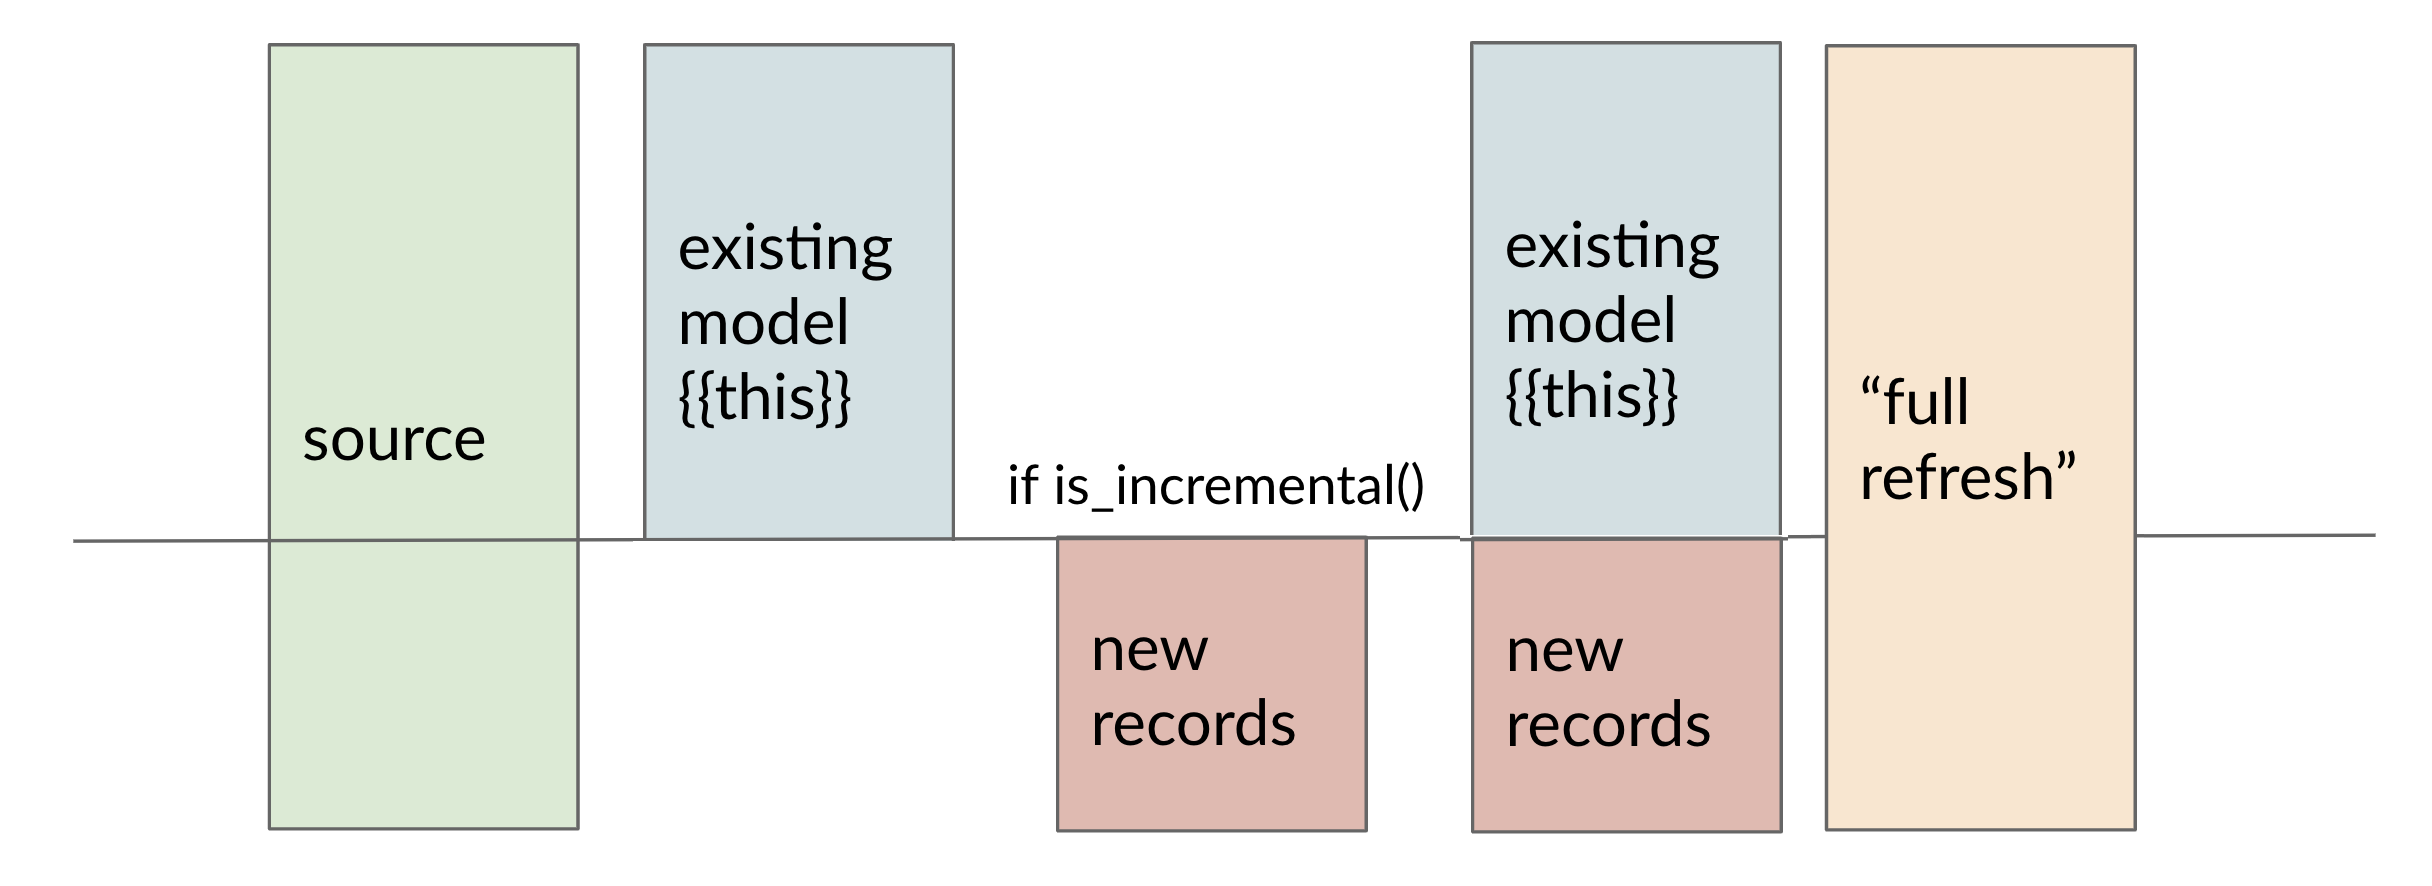 source
existing
model
{{this}}
if is_incremental()
new
records
existing
model
{{this}}
new
records
“full
refresh”